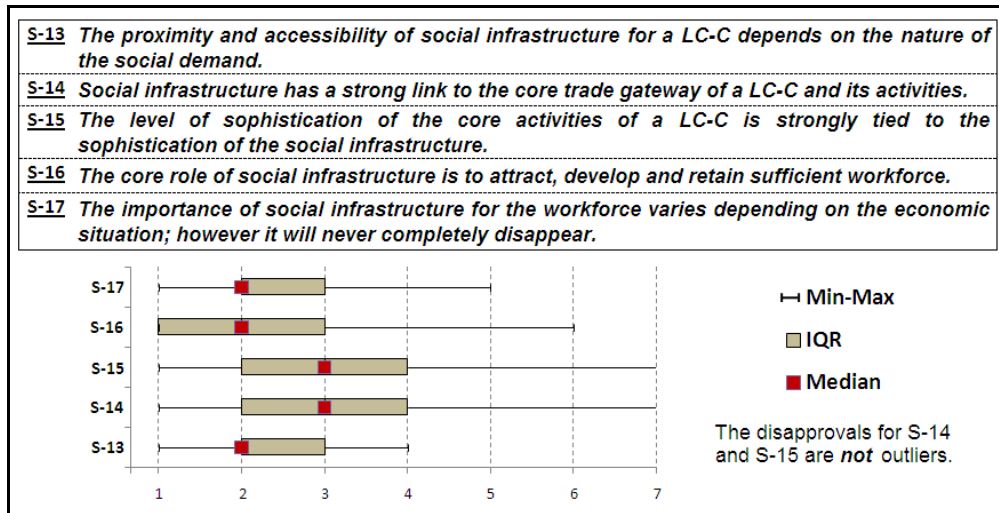 S-13 The proximity and accessibility of social infrastructure for a LC-C depends on the nature of
the social demand.
S-14 Social infrastructure has a strong link to the core trade gateway of a LC-C and its activities.
S-15 The level of sophistication of the core activities of a LC-C is strongly tied to the
sophistication of the social infrastructure.
S-16 The core role of social infrastructure is to attract, develop and retain sufficient workforce.
S-17 The importance of social infrastructure for the workforce varies depending on the economic
situation; however it will never completely disappear.
S-17
S-16
S-15
S-14
S-13
1 2 3 4 5 6 7
Min-Max
IQR
Median
The disapprovals for S-14
and S-15 are not outliers.